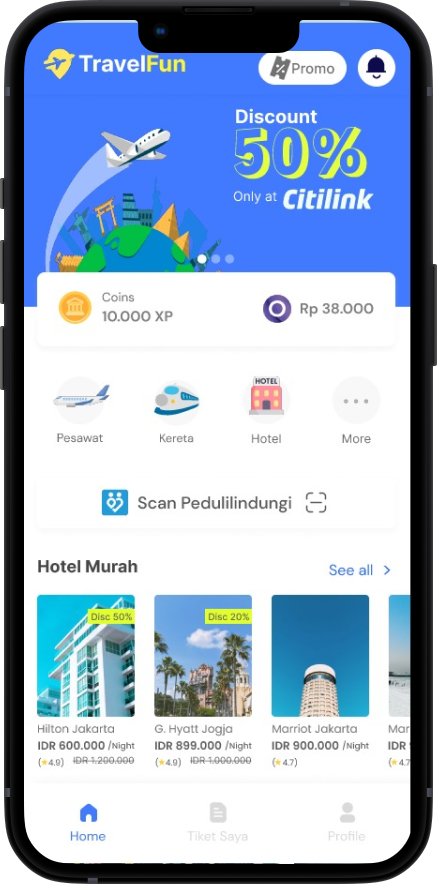 TravelFun
Promo
Discount
50%
Only at Citilink
Coins
10.000 XP
Rp 38.000
Pesawat
Kereta
HOTEL
Hotel
More
Scan Pedulilindungi
Hotel Murah
See all
Disc 50%
Disc 20%
Hilton Jakarta
IDR 600.000 /Night
(4.9) IDR 1.200.000
G. Hyatt Jogja
IDR 899.000 /Night
(4.9) IDR 1.000.000
Marriot Jakarta
IDR 900.000 /Night
(4.7)
Mar
IDR
(4.7
Home
Tiket Saya
Profile